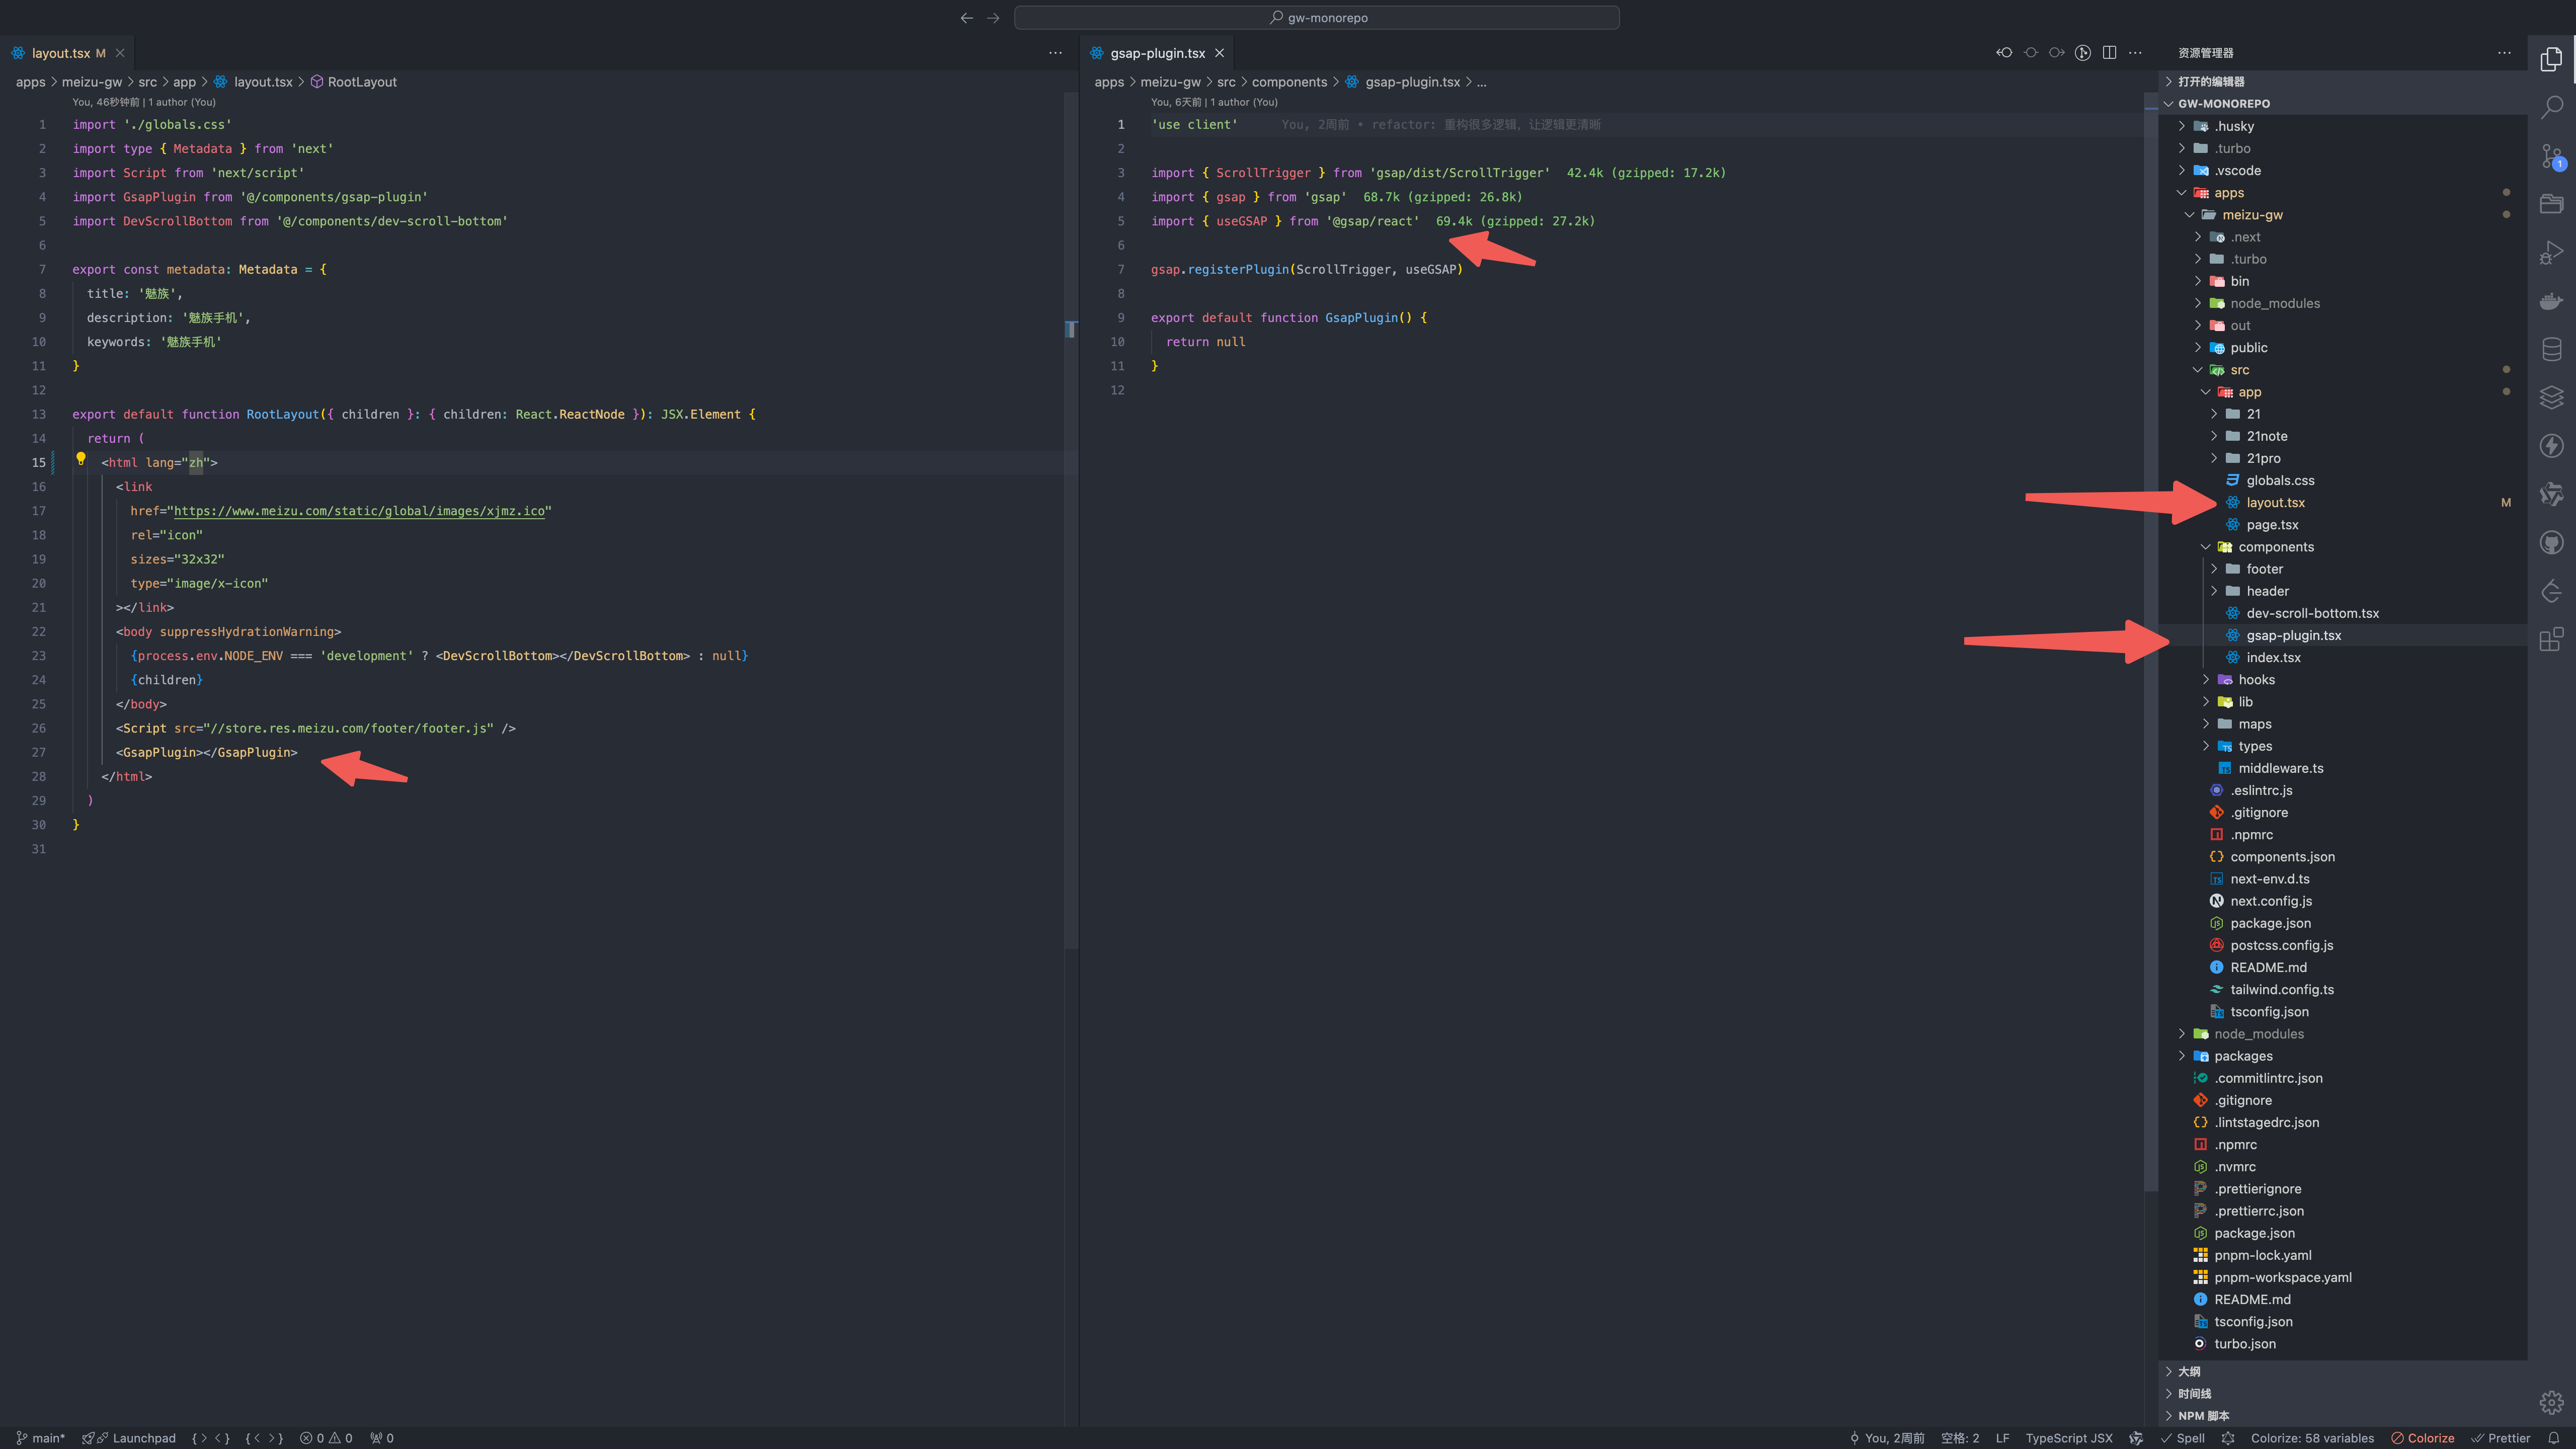 gw-monorepo
layout.tsx M
apps > meizu-gw > src > app > layout.tsx > RootLayout
You, 46秒钟前 | 1 author (You)
1 import './globals.css'
2 import type { Metadata } from 'next'
3 import Script from 'next/script'
4 import GsapPlugin from '@/components/gsap-plugin'
5 import DevScrollBottom from '@/components/dev-scroll-bottom'
6
7 export const metadata: Metadata = {
8 title: '魅族',
9 description: '魅族手机',
10 keywords: '魅族手机'
11 }
12
13 export default function RootLayout({ children }: { children: React.ReactNode }): JSX.Element {
14 return (
15 <html lang="zh">
16 <link
17 href="https://www.meizu.com/static/global/images/xjmz.ico"
18 rel="icon"
19 sizes="32x32"
20 type="image/x-icon"
21 ></link>
22 <body suppressHydrationWarning>
23 {process.env.NODE_ENV === 'development' ? <DevScrollBottom></DevScrollBottom> : null}
24 {children}
25 </body>
26 <Script src="//store.res.meizu.com/footer/footer.js" />
27 <GsapPlugin></GsapPlugin>
28 </html>
29 )
30 }
31
gsap-plugin.tsx
apps > meizu-gw > src > components > gsap-plugin.tsx > ...
You, 6天前 | 1 author (You)
1 'use client' You, 2周前 • refactor: 重构很多逻辑，让逻辑更清晰
2
3 import { ScrollTrigger } from 'gsap/dist/ScrollTrigger' 42.4k (gzipped: 17.2k)
4 import { gsap } from 'gsap' 68.7k (gzipped: 26.8k)
5 import { useGSAP } from '@gsap/react' 69.4k (gzipped: 27.2k)
6
7 gsap.registerPlugin(ScrollTrigger, useGSAP)
8
9 export default function GsapPlugin() {
10 return null
11 }
12
资源管理器
打开的编辑器
GW-MONOREPO
.husky
.turbo
.vscode
apps
meizu-gw
.next
.turbo
bin
node_modules
out
public
src
app
21
21note
21pro
globals.css
layout.tsx M
page.tsx
components
footer
header
dev-scroll-bottom.tsx
gsap-plugin.tsx
index.tsx
hooks
lib
maps
types
middleware.ts
.eslintrc.js
.gitignore
.npmrc
components.json
next-env.d.ts
next.config.js
package.json
postcss.config.js
README.md
tailwind.config.ts
tsconfig.json
node_modules
packages
.commitlintrc.json
.gitignore
.lintstagedrc.json
.npmrc
.nvmrc
.prettierignore
.prettierrc.json
package.json
pnpm-lock.yaml
pnpm-workspace.yaml
README.md
tsconfig.json
turbo.json
大纲
时间线
NPM 脚本
1
main* Launchpad 0 0 0 You, 2周前 空格: 2 LF TypeScript JSX Spell Colorize: 58 variables Colorize Prettier